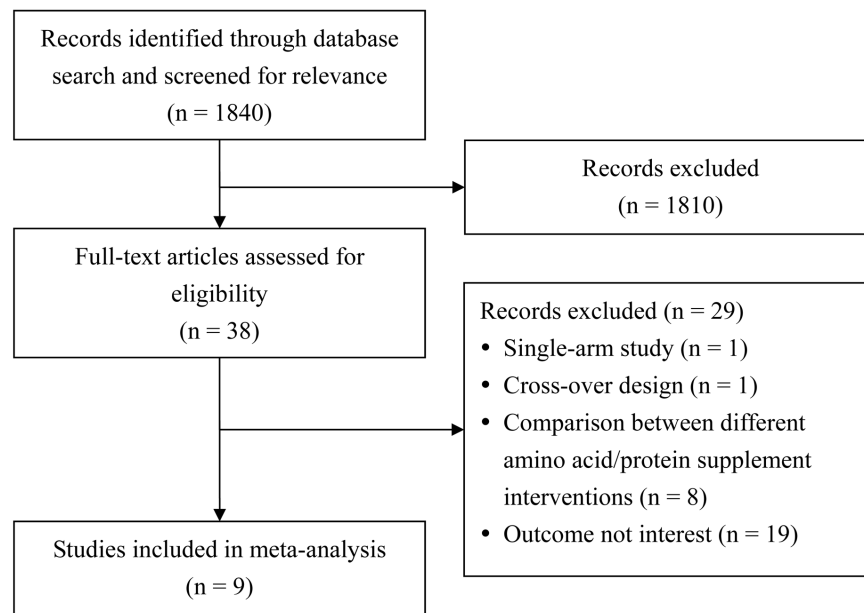 Records identified through database
search and screened for relevance
(n = 1840)
Records excluded
(n = 1810)
Full-text articles assessed for
eligibility
(n = 38)
Records excluded (n = 29)
• Single-arm study (n = 1)
• Cross-over design (n = 1)
• Comparison between different
amino acid/protein supplement
interventions (n = 8)
• Outcome not interest (n = 19)
Studies included in meta-analysis
(n = 9)